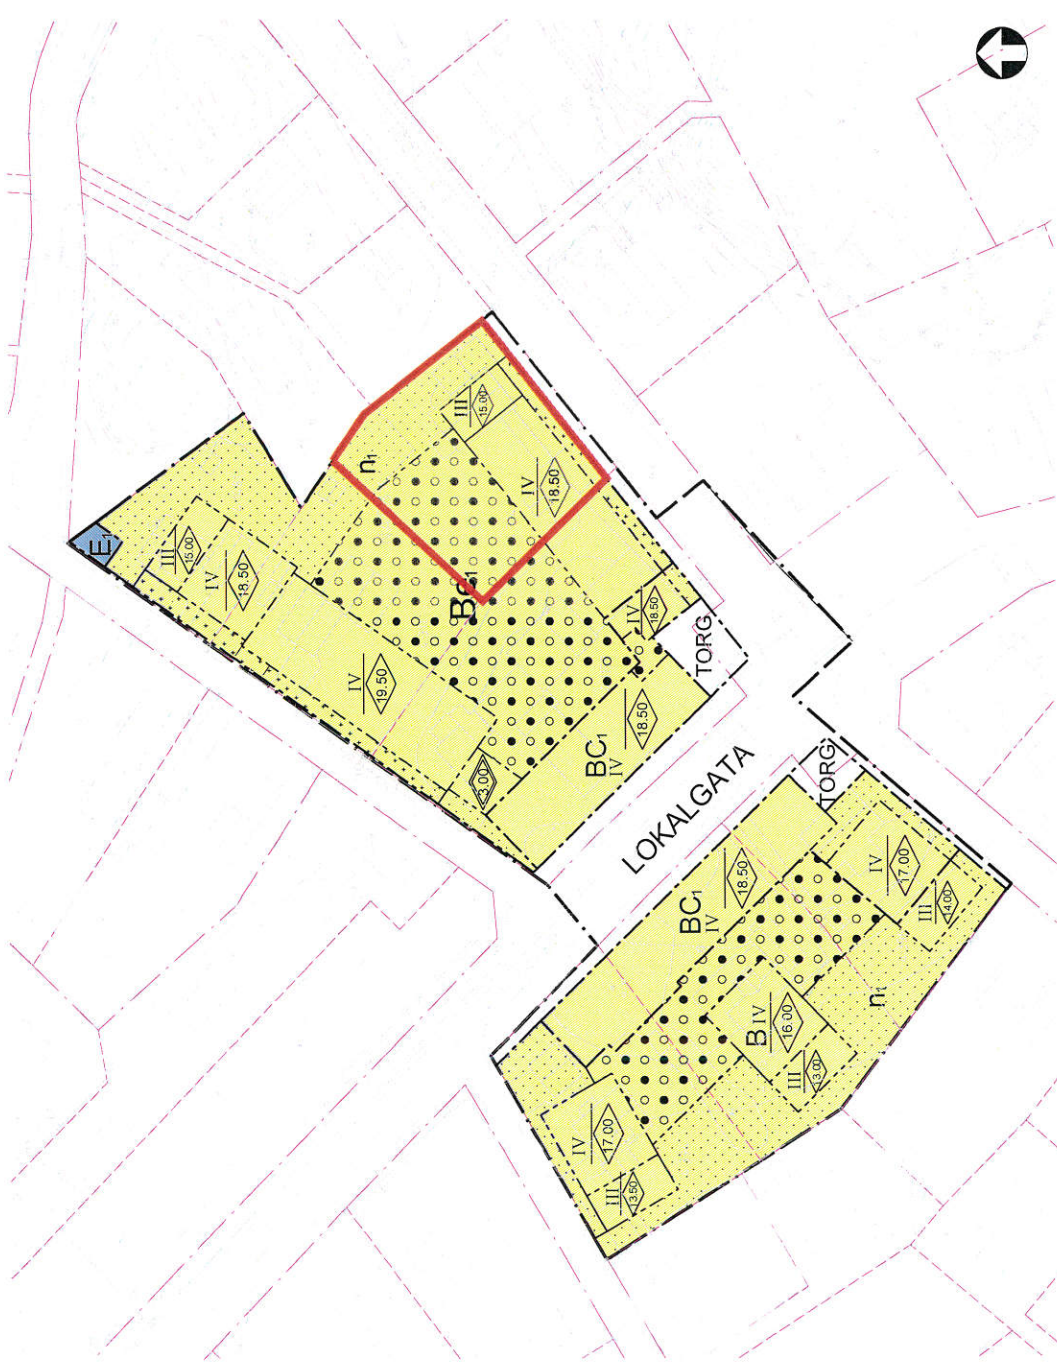 n1
III
15.00
IV
18.50
E1
III
15.00
IV
18.50
IV
19.50
IV
18.50
TORG
3.00
BC1
IV
18.50
LOKALGATA
TORG
BC1
IV
18.50
IV
17.00
III
14.00
n1
B IV
16.00
III
13.00
IV
17.00
III
13.50